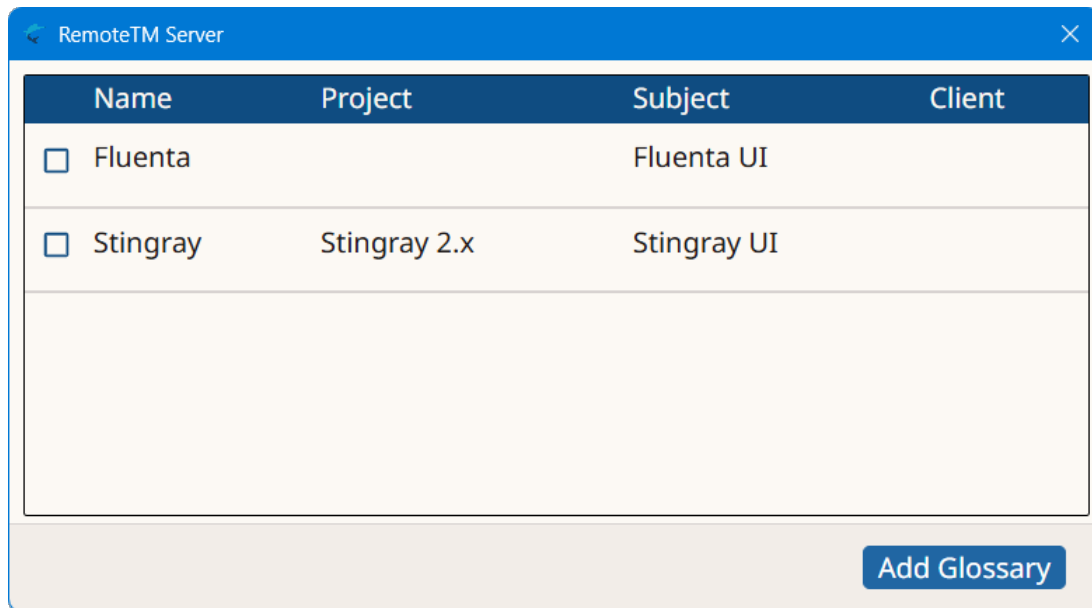 RemoteTM Server
Name Project Subject Client
Fluenta Fluenta UI
Stingray Stingray 2.x Stingray UI
Add Glossary